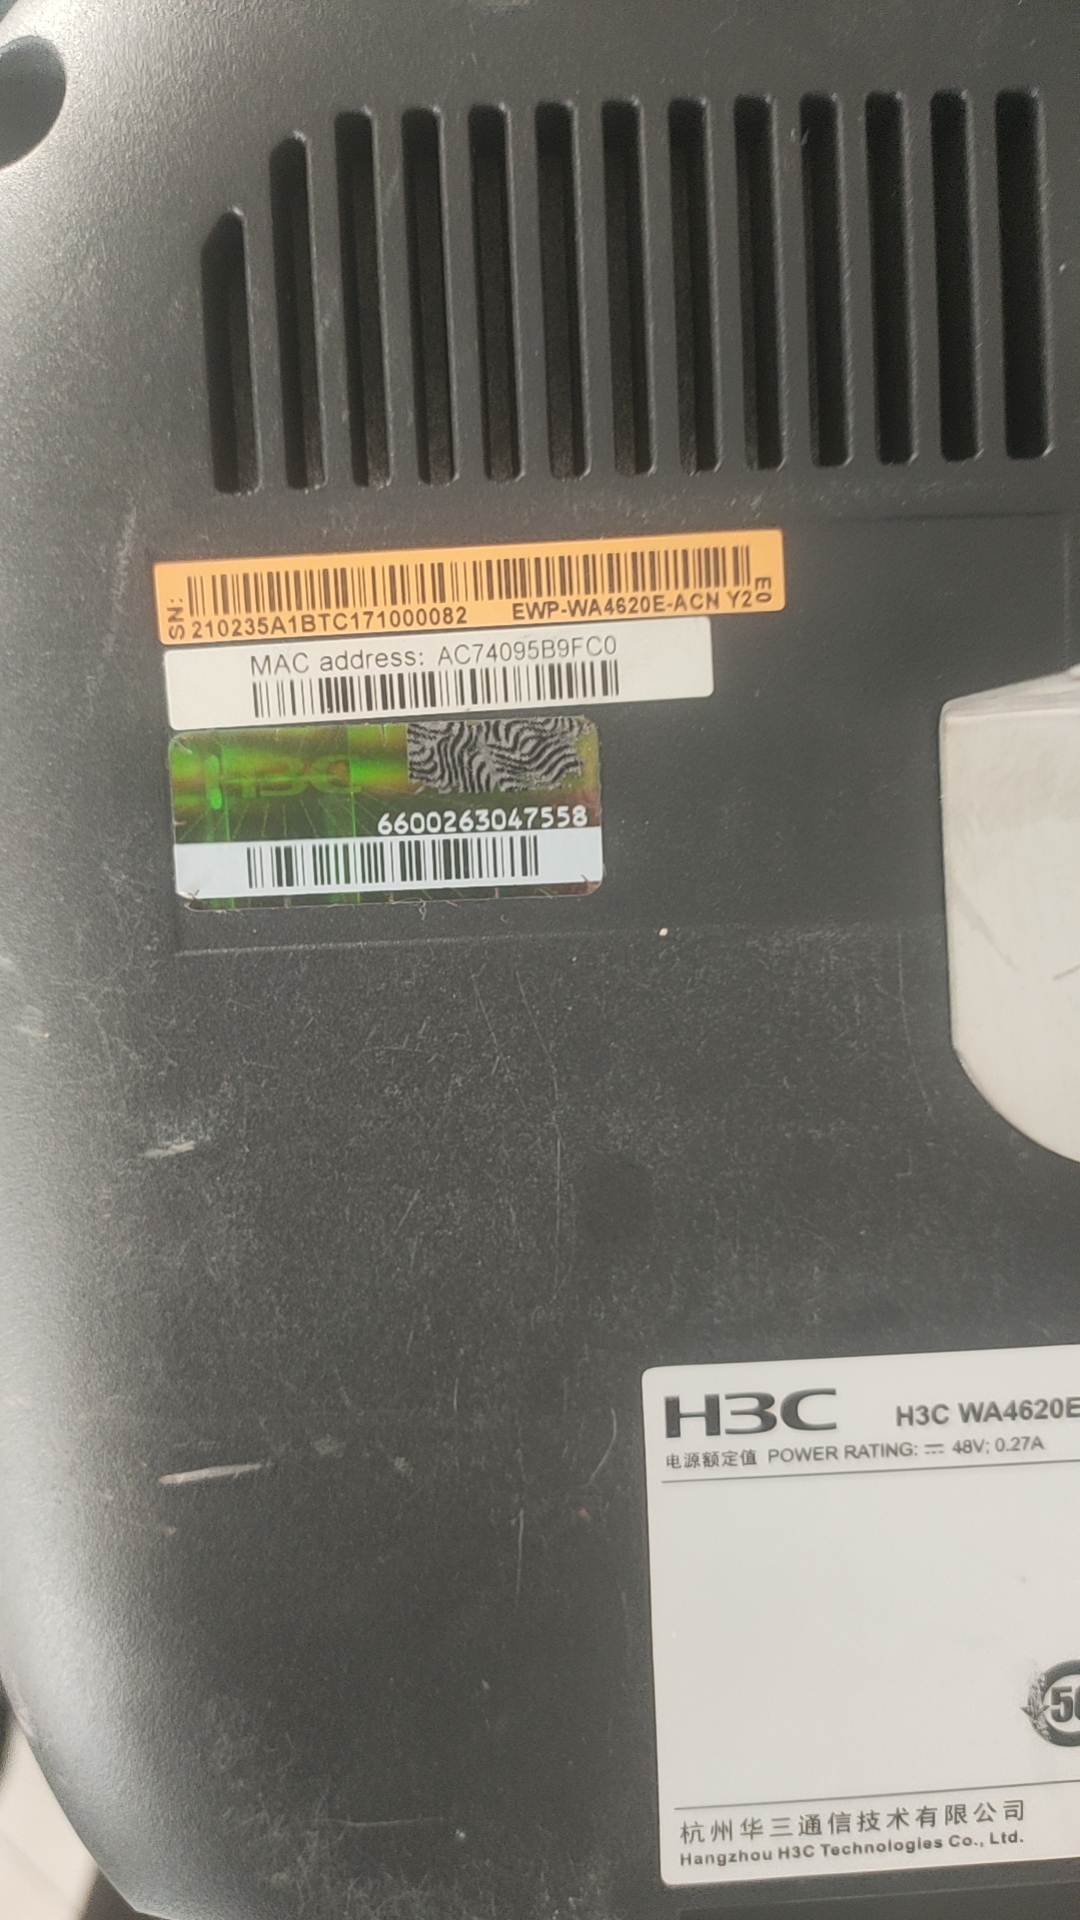 SN:
210235A1BTC171000082 EWP-WA4620E-ACN Y2 E0
MAC address: AC74095B9FC0
H3C
6600263047558
H3C H3C WA4620E
电源额定值 POWER RATING: ⎓ 48V; 0.27A
50
杭州华三通信技术有限公司
Hangzhou H3C Technologies Co., Ltd.